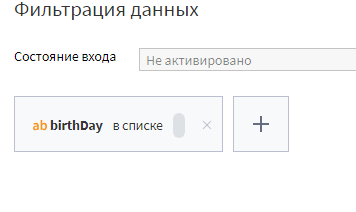 Фильтрация данных
Состояние входа Не активировано
ab birthDay в списке